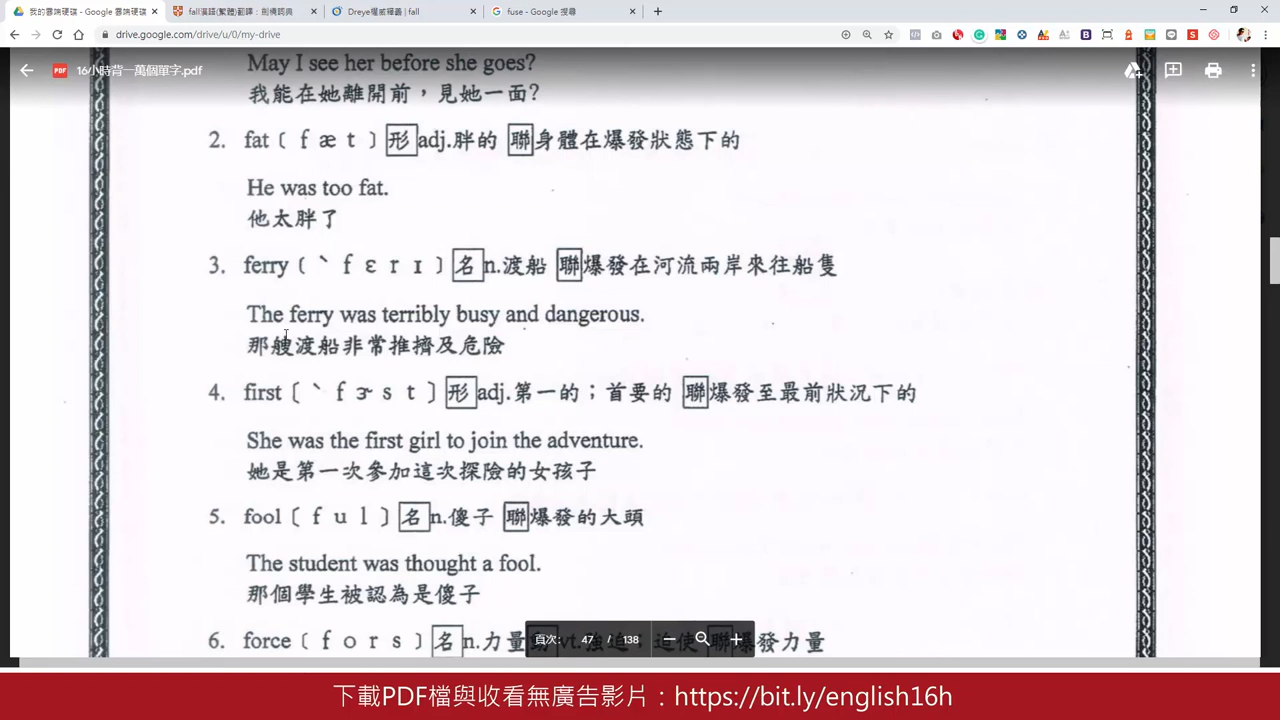 我的雲端硬碟 - Google 雲端硬碟
fall漢語(繁體)翻譯：劍橋詞典
Dreye權威釋義 | fall
fuse - Google 搜尋
drive.google.com/drive/u/0/my-drive
16小時背一萬個單字.pdf
May I see her before she goes?
我能在她離開前，見她一面?
2. fat〔 f æ t 〕形 adj.胖的 聯身體在爆發狀態下的
He was too fat.
他太胖了
3. ferry〔ˋ f ɛ r ɪ 〕名 n.渡船 聯爆發在河流兩岸來往船隻
The ferry was terribly busy and dangerous.
那艘渡船非常推擠及危險
4. first〔ˋ f ɝ s t 〕形 adj.第一的；首要的 聯爆發至最前狀況下的
She was the first girl to join the adventure.
她是第一次參加這次探險的女孩子
5. fool〔 f u l 〕名 n.傻子 聯爆發的大頭
The student was thought a fool.
那個學生被認為是傻子
6. force〔 f o r s 〕名 n.力量 動 vt.強迫；迫使 聯爆發力量
頁次: 47 / 138
下載PDF檔與收看無廣告影片：https://bit.ly/english16h